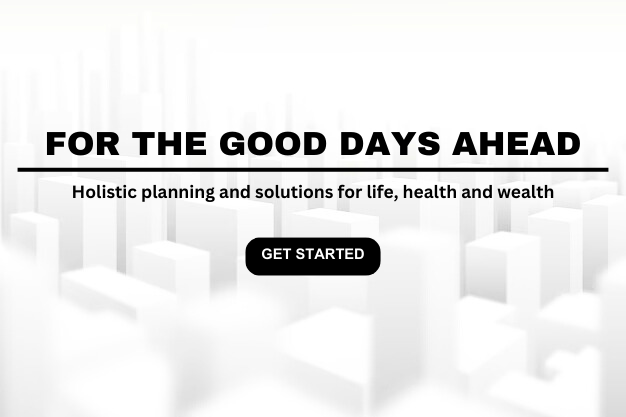 FOR THE GOOD DAYS AHEAD
Holistic planning and solutions for life, health and wealth
GET STARTED